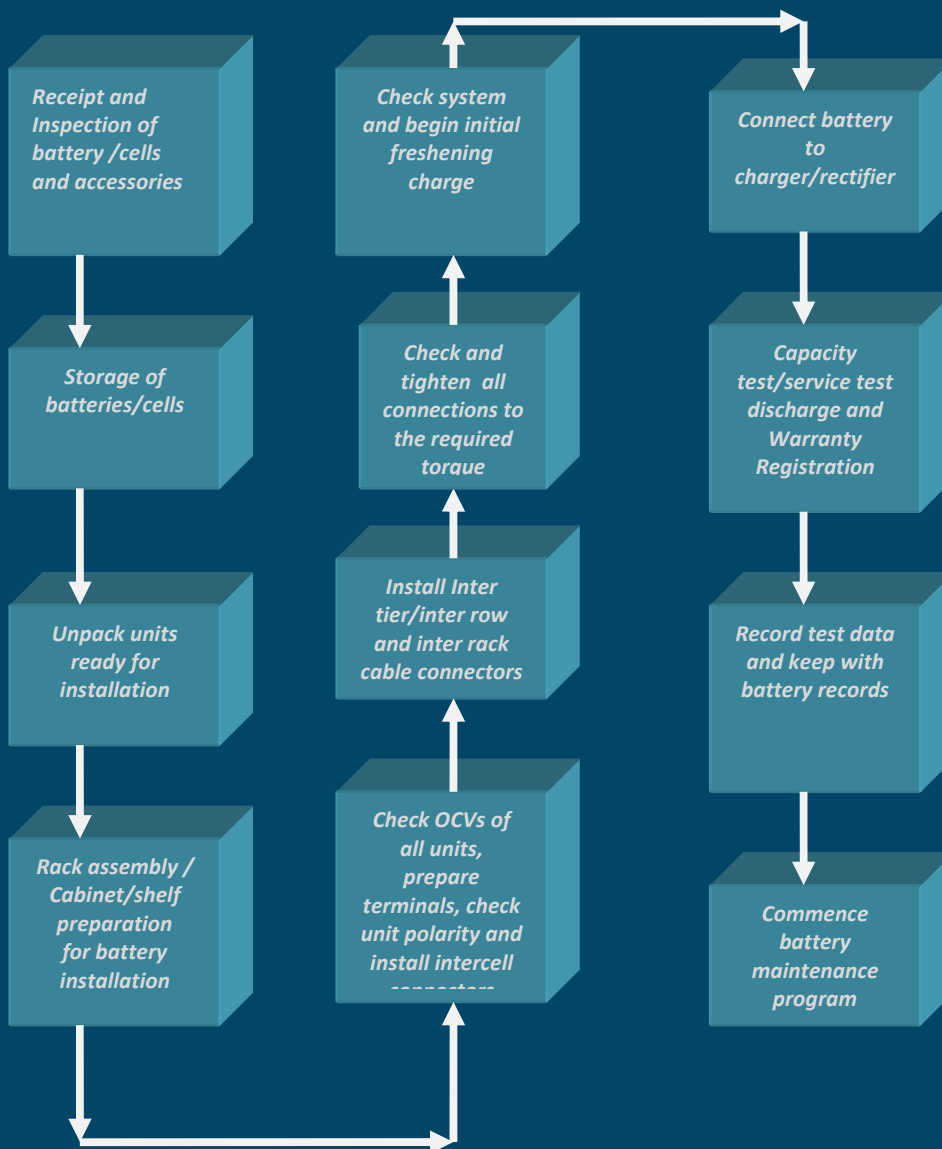 Receipt and
Inspection of
battery /cells
and accessories
Storage of
batteries/cells
Unpack units
ready for
installation
Rack assembly /
Cabinet/shelf
preparation
for battery
installation
Check OCVs of
all units,
prepare
terminals, check
unit polarity and
install intercell
connectors
Install Inter
tier/inter row
and inter rack
cable connectors
Check and
tighten all
connections to
the required
torque
Check system
and begin initial
freshening
charge
Connect battery
to
charger/rectifier
Capacity
test/service test
discharge and
Warranty
Registration
Record test data
and keep with
battery records
Commence
battery
maintenance
program